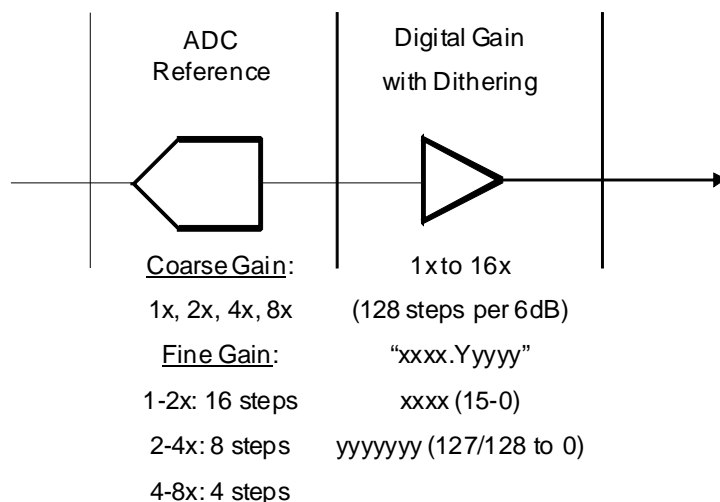 ADC
Reference
Digital Gain
with Dithering
Coarse Gain:
1x, 2x, 4x, 8x
Fine Gain:
1-2x: 16 steps
2-4x: 8 steps
4-8x: 4 steps
1x to 16x
(128 steps per 6dB)
“xxxx.Yyyyy”
xxxx (15-0)
yyyyyyy (127/128 to 0)